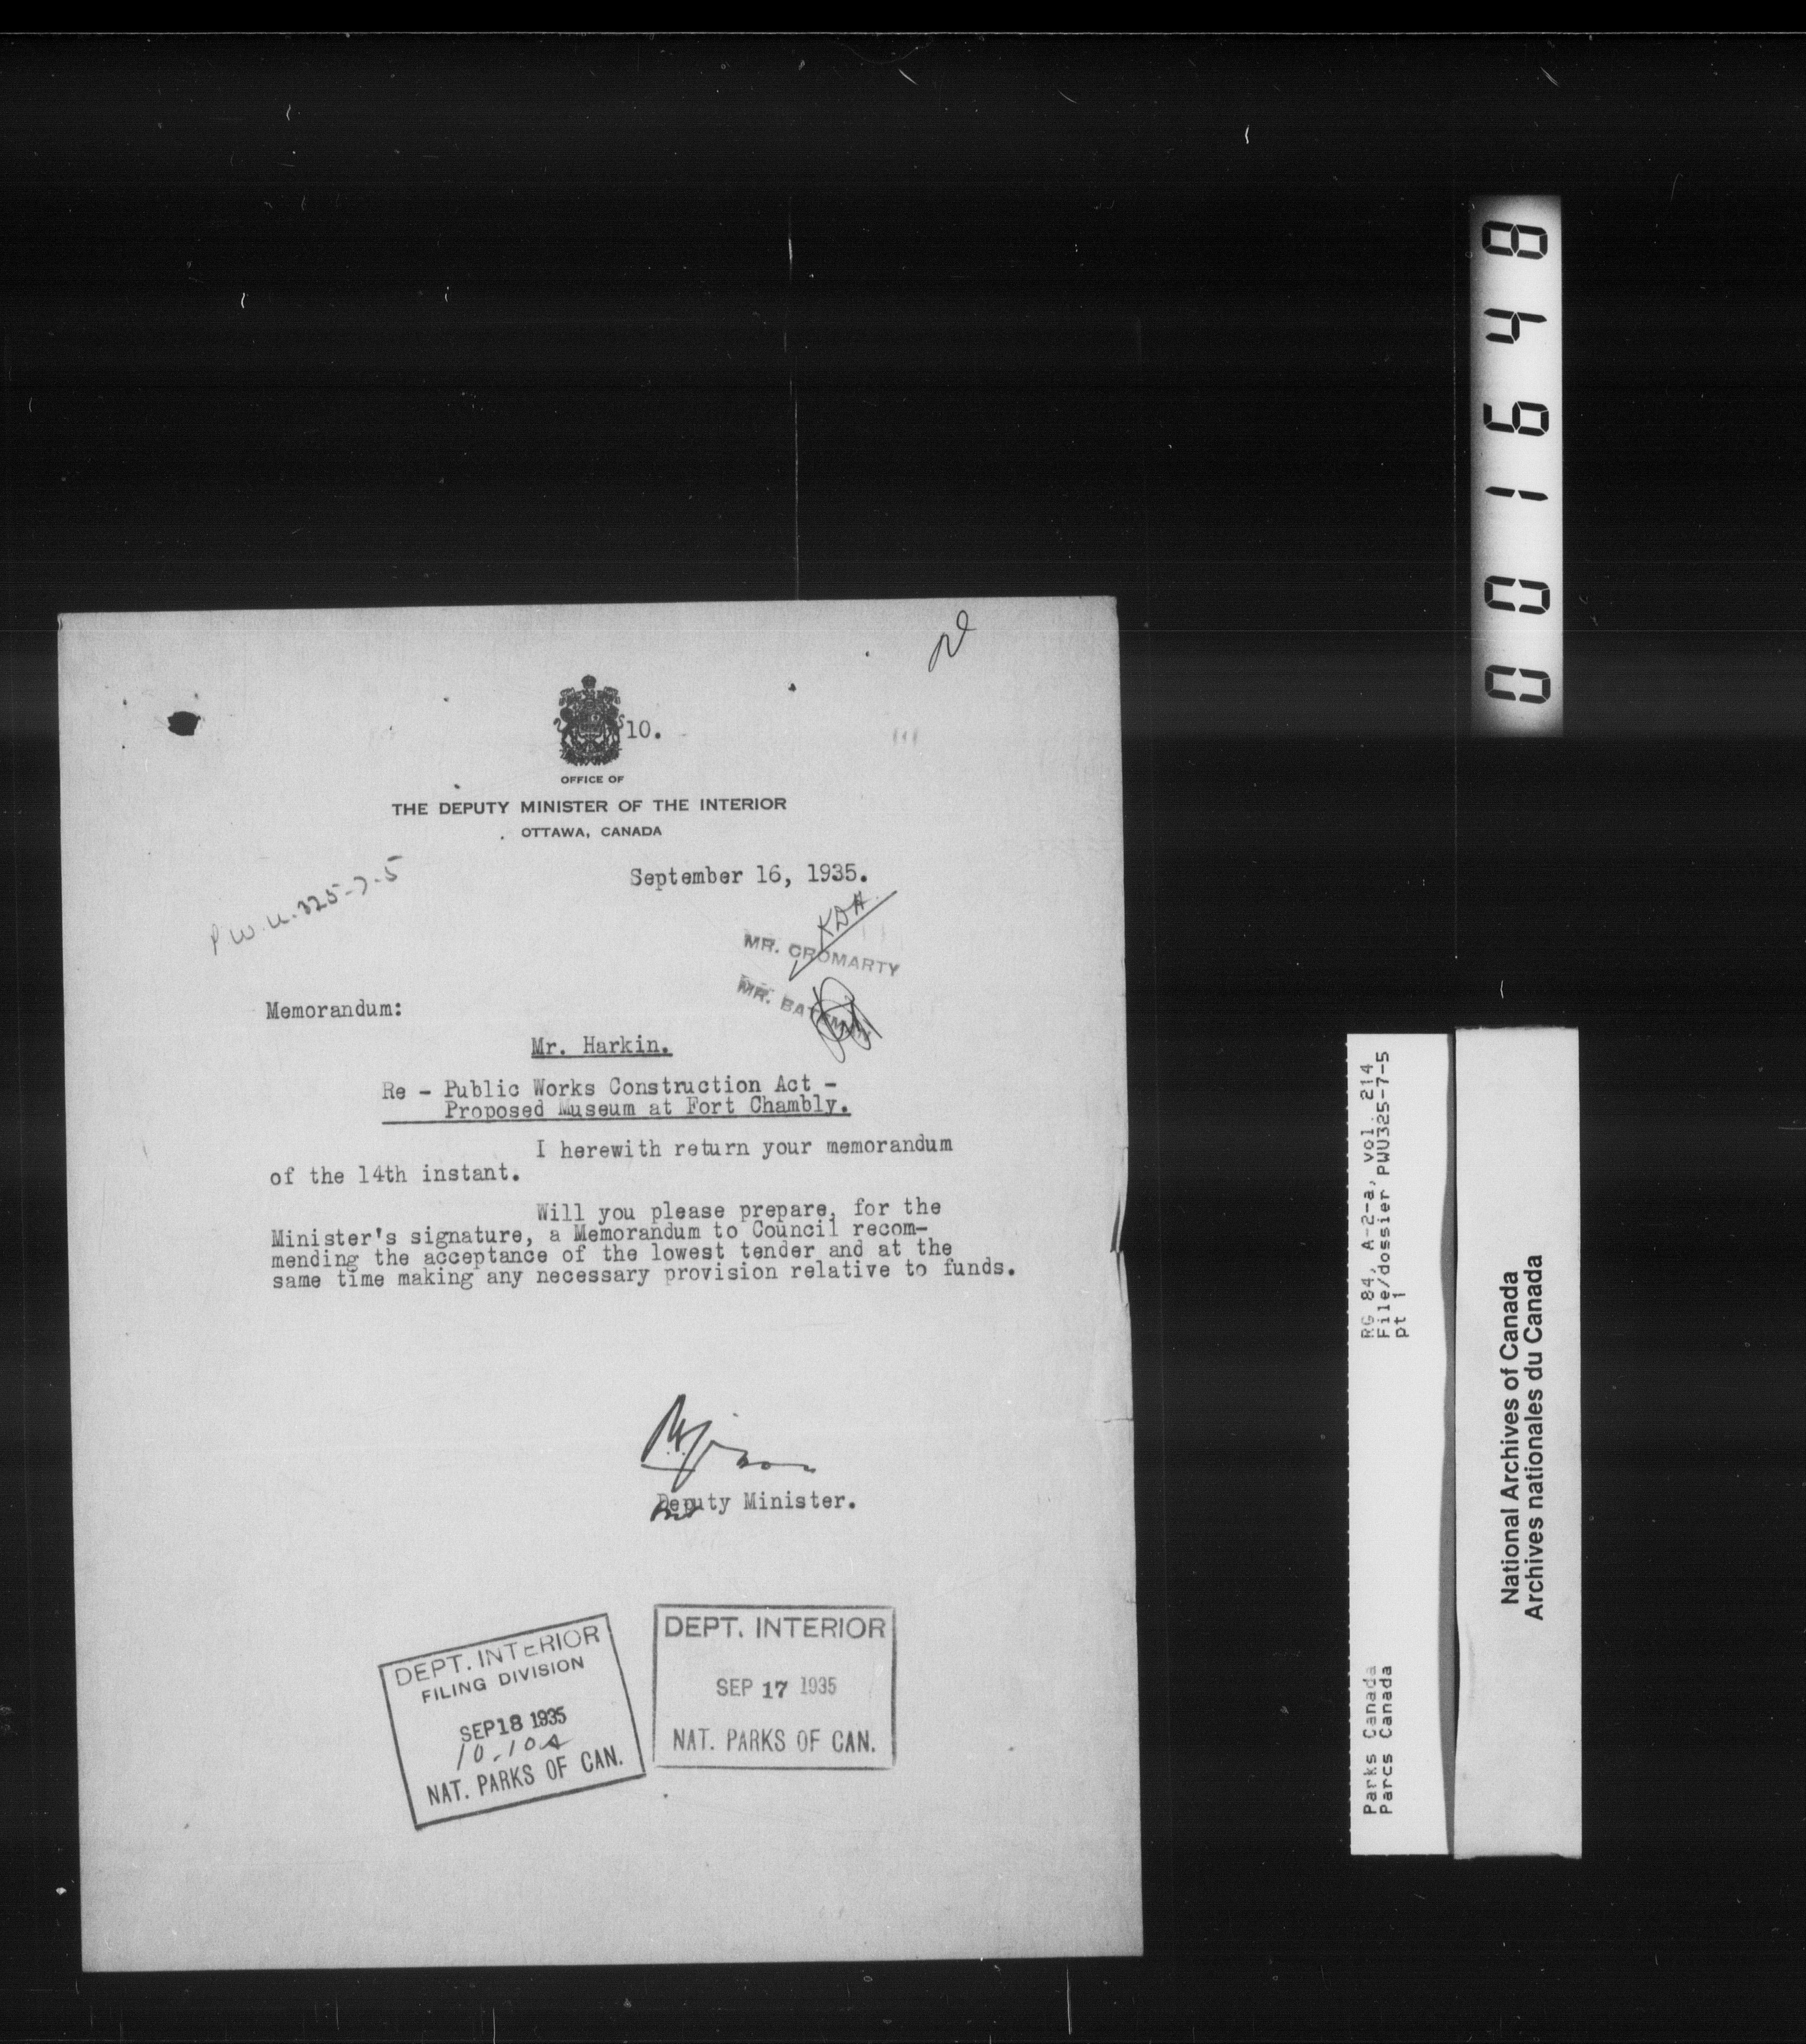 10.
OFFICE OF
THE DEPUTY MINISTER OF THE INTERIOR
OTTAWA, CANADA
September 16, 1935.
P.W.U. 325-7-5
KDH
MR. CROMARTY
MR. BATEMAN
Memorandum:
Mr. Harkin.
Re - Public Works Construction Act -
Proposed Museum at Fort Chambly.
I herewith return your memorandum
of the 14th instant.
Will you please prepare, for the
Minister's signature, a Memorandum to Council recom-
mending the acceptance of the lowest tender and at the
same time making any necessary provision relative to funds.
Deputy Minister.
DEPT. INTERIOR
FILING DIVISION
SEP 18 1935
10.10A
NAT. PARKS OF CAN.
DEPT. INTERIOR
SEP 17 1935
NAT. PARKS OF CAN.
001648
RG 84, A-2-a, vol. 214
File/dossier PWU325-7-5
pt 1
Parks Canada
Parcs Canada
National Archives of Canada
Archives nationales du Canada